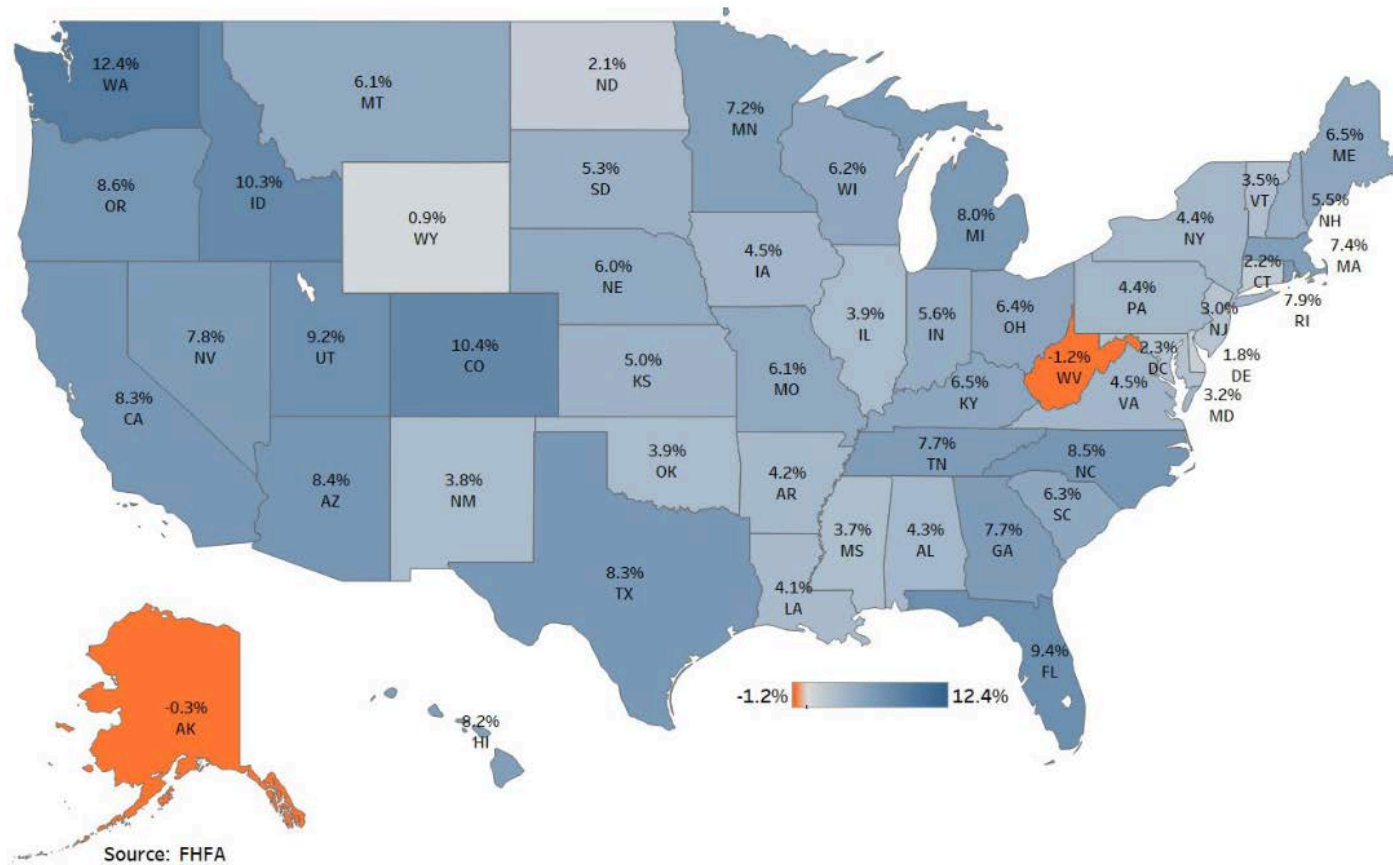 12.4%
WA
6.1%
MT
2.1%
ND
7.2%
MN
6.5%
ME
8.6%
OR
10.3%
ID
5.3%
SD
6.2%
WI
3.5%
VT
5.5%
NH
0.9%
WY
8.0%
MI
4.4%
NY
7.4%
MA
4.5%
IA
2.2%
CT
6.0%
NE
7.9%
RI
4.4%
PA
3.9%
IL
5.6%
IN
6.4%
OH
3.0%
NJ
7.8%
NV
9.2%
UT
10.4%
CO
-1.2%
WV
2.3%
DC
1.8%
DE
5.0%
KS
6.1%
MO
8.3%
CA
6.5%
KY
4.5%
VA
3.2%
MD
7.7%
TN
8.5%
NC
8.4%
AZ
3.8%
NM
3.9%
OK
4.2%
AR
6.3%
SC
3.7%
MS
4.3%
AL
7.7%
GA
8.3%
TX
4.1%
LA
9.4%
FL
-1.2%
12.4%
-0.3%
AK
8.2%
HI
Source: FHFA